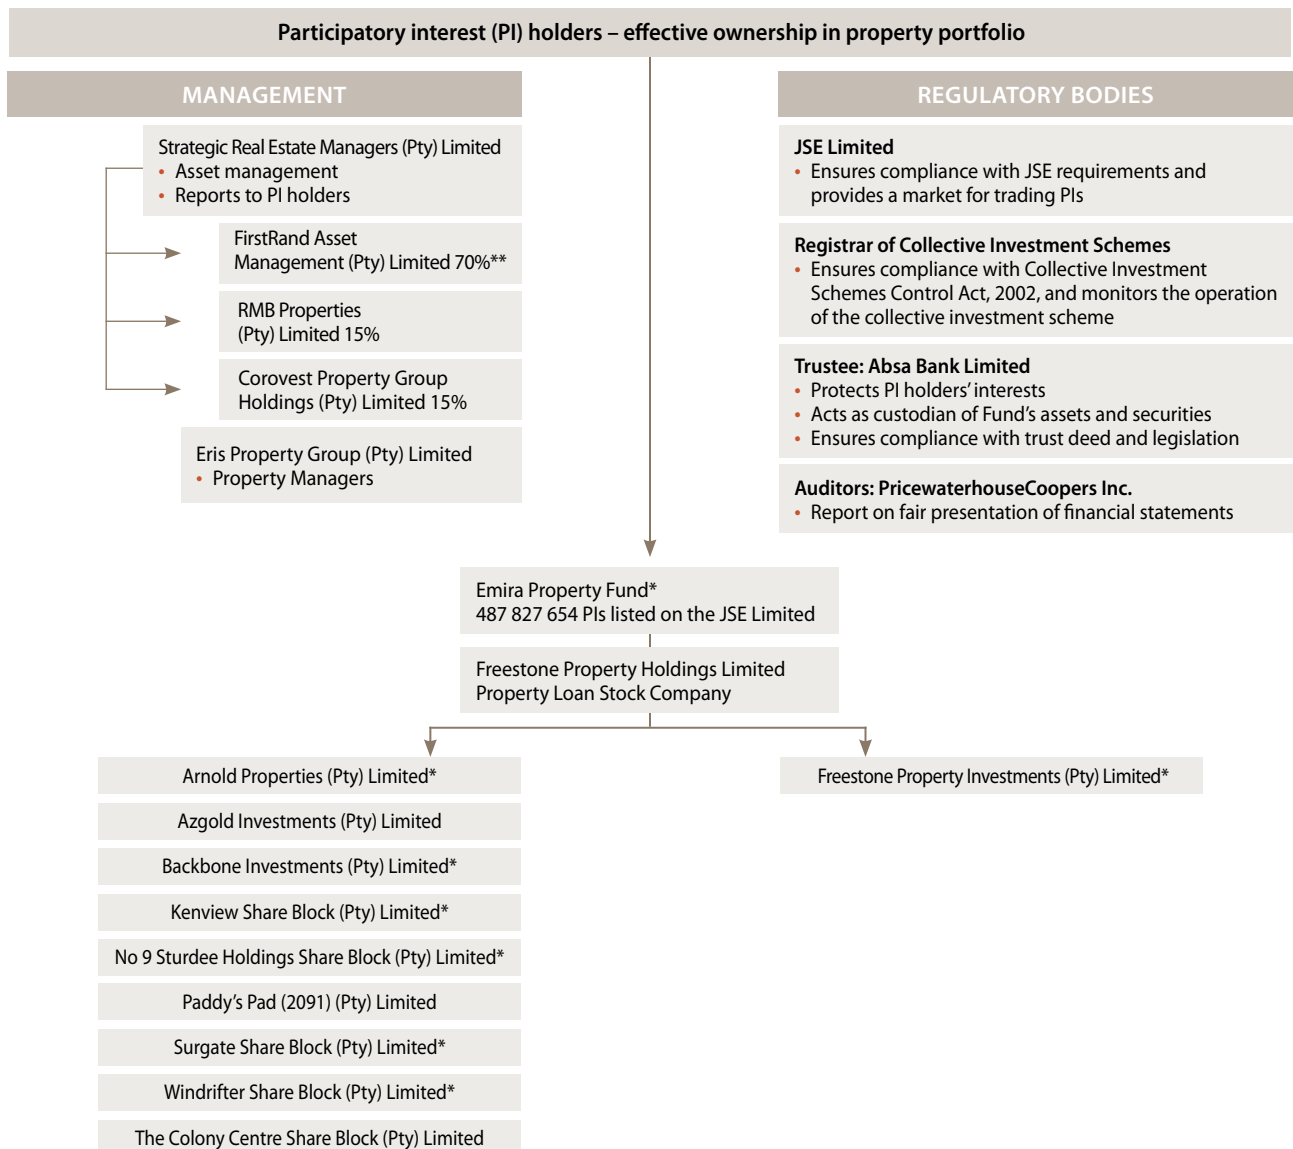 Participatory interest (PI) holders – effective ownership in property portfolio
MANAGEMENT
Strategic Real Estate Managers (Pty) Limited
• Asset management
• Reports to PI holders
FirstRand Asset
Management (Pty) Limited 70%**
RMB Properties
(Pty) Limited 15%
Corovest Property Group
Holdings (Pty) Limited 15%
Eris Property Group (Pty) Limited
• Property Managers
REGULATORY BODIES
JSE Limited
• Ensures compliance with JSE requirements and
provides a market for trading PIs
Registrar of Collective Investment Schemes
• Ensures compliance with Collective Investment
Schemes Control Act, 2002, and monitors the operation
of the collective investment scheme
Trustee: Absa Bank Limited
• Protects PI holders' interests
• Acts as custodian of Fund's assets and securities
• Ensures compliance with trust deed and legislation
Auditors: PricewaterhouseCoopers Inc.
• Report on fair presentation of financial statements
Emira Property Fund*
487 827 654 PIs listed on the JSE Limited
Freestone Property Holdings Limited
Property Loan Stock Company
Arnold Properties (Pty) Limited*
Azgold Investments (Pty) Limited
Backbone Investments (Pty) Limited*
Kenview Share Block (Pty) Limited*
No 9 Sturdee Holdings Share Block (Pty) Limited*
Paddy's Pad (2091) (Pty) Limited
Surgate Share Block (Pty) Limited*
Windrifter Share Block (Pty) Limited*
The Colony Centre Share Block (Pty) Limited
Freestone Property Investments (Pty) Limited*